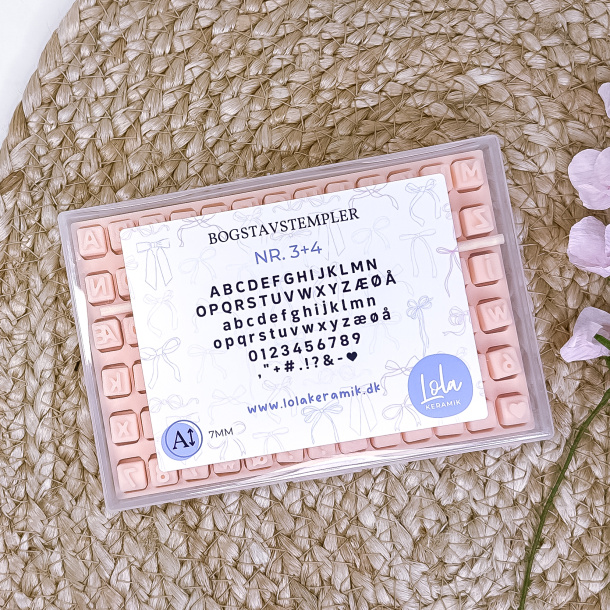 BOGSTAVSTEMPLER
NR. 3+4
ABCDEFGHIJKLMN
OPQRSTUVWXYZÆØÅ
abcdefghijklmn
opqrstuvwxyzæøå
0123456789
,"+#.!?&-♥
www.lolakeramik.dk
Lola
KERAMIK
A↕
7MM